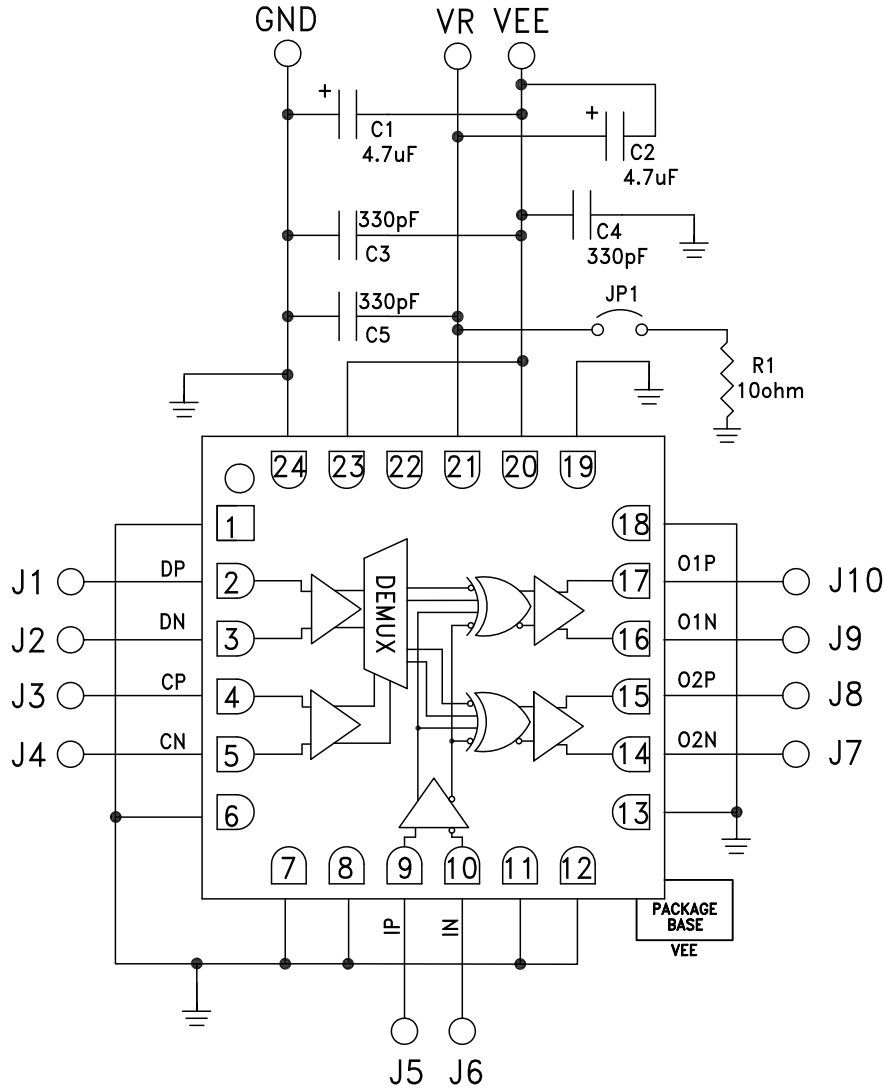 GND VR VEE
+
C1
4.7uF
+
C2
4.7uF
330pF
C3
C4
330pF
330pF
C5
JP1
R1
10ohm
24 23 22 21 20 19
1 18
J1 DP 2 17 O1P J10
DEMUX
J2 DN 3 16 O1N J9
J3 CP 4 15 O2P J8
J4 CN 5 14 O2N J7
6 13
7 8 9 10 11 12
IP IN
PACKAGE
BASE
VEE
J5 J6